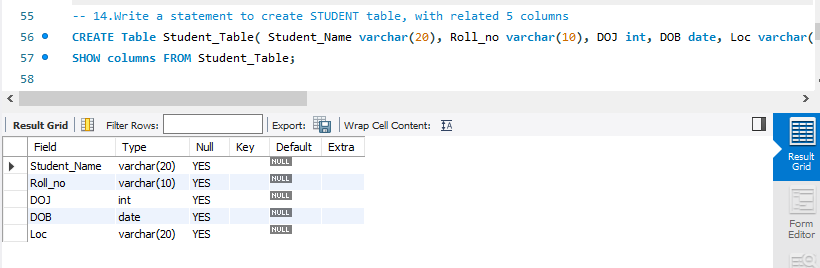 55 -- 14.Write a statement to create STUDENT table, with related 5 columns
56 CREATE Table Student_Table( Student_Name varchar(20), Roll_no varchar(10), DOJ int, DOB date, Loc varchar(
57 SHOW columns FROM Student_Table;
58
Result Grid Filter Rows: Export: Wrap Cell Content: IA
Field Type Null Key Default Extra
Student_Name varchar(20) YES NULL
Roll_no varchar(10) YES NULL
DOJ int YES NULL
DOB date YES NULL
Loc varchar(20) YES NULL
Result
Grid
Form
Editor